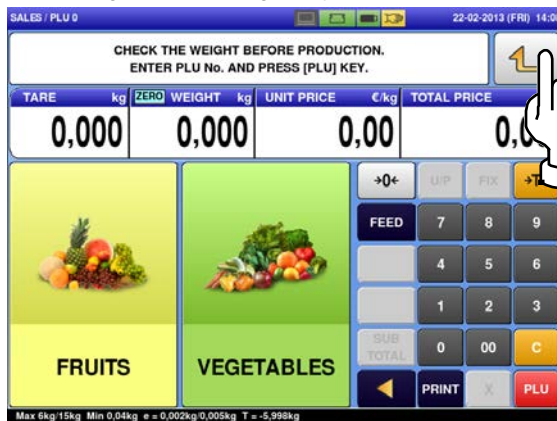 SALES / PLU 0
22-02-2013 (FRI) 14:0
CHECK THE WEIGHT BEFORE PRODUCTION.
ENTER PLU No. AND PRESS [PLU] KEY.
TARE kg ZERO WEIGHT kg UNIT PRICE €/kg TOTAL PRICE
0,000 0,000 0,00 0,0
→0← U/P FIX →T
FEED 7 8 9
4 5 6
1 2 3
SUB TOTAL 0 00 C
PRINT X PLU
FRUITS VEGETABLES
Max 6kg/15kg Min 0,04kg e = 0,002kg/0,005kg T = -5,998kg